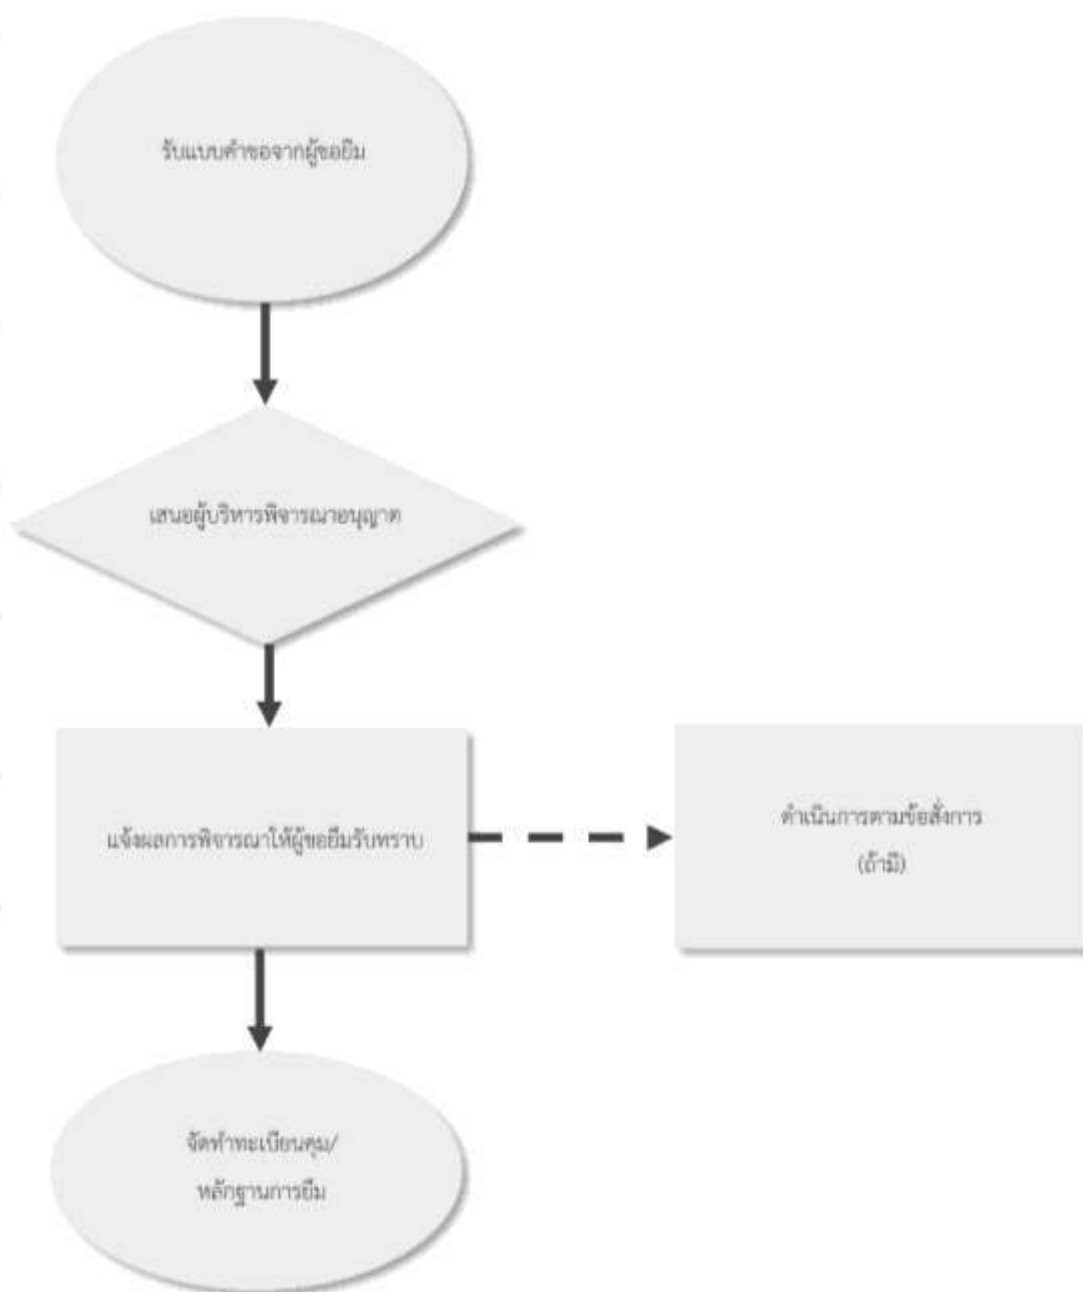 รับแบบคำขอจากผู้ขอยืม
เสนอผู้บริหารพิจารณาอนุญาต
แจ้งผลการพิจารณาให้ผู้ขอยืมรับทราบ
ดำเนินการตามข้อสั่งการ
(ถ้ามี)
จัดทำทะเบียนคุม/
หลักฐานการยืม